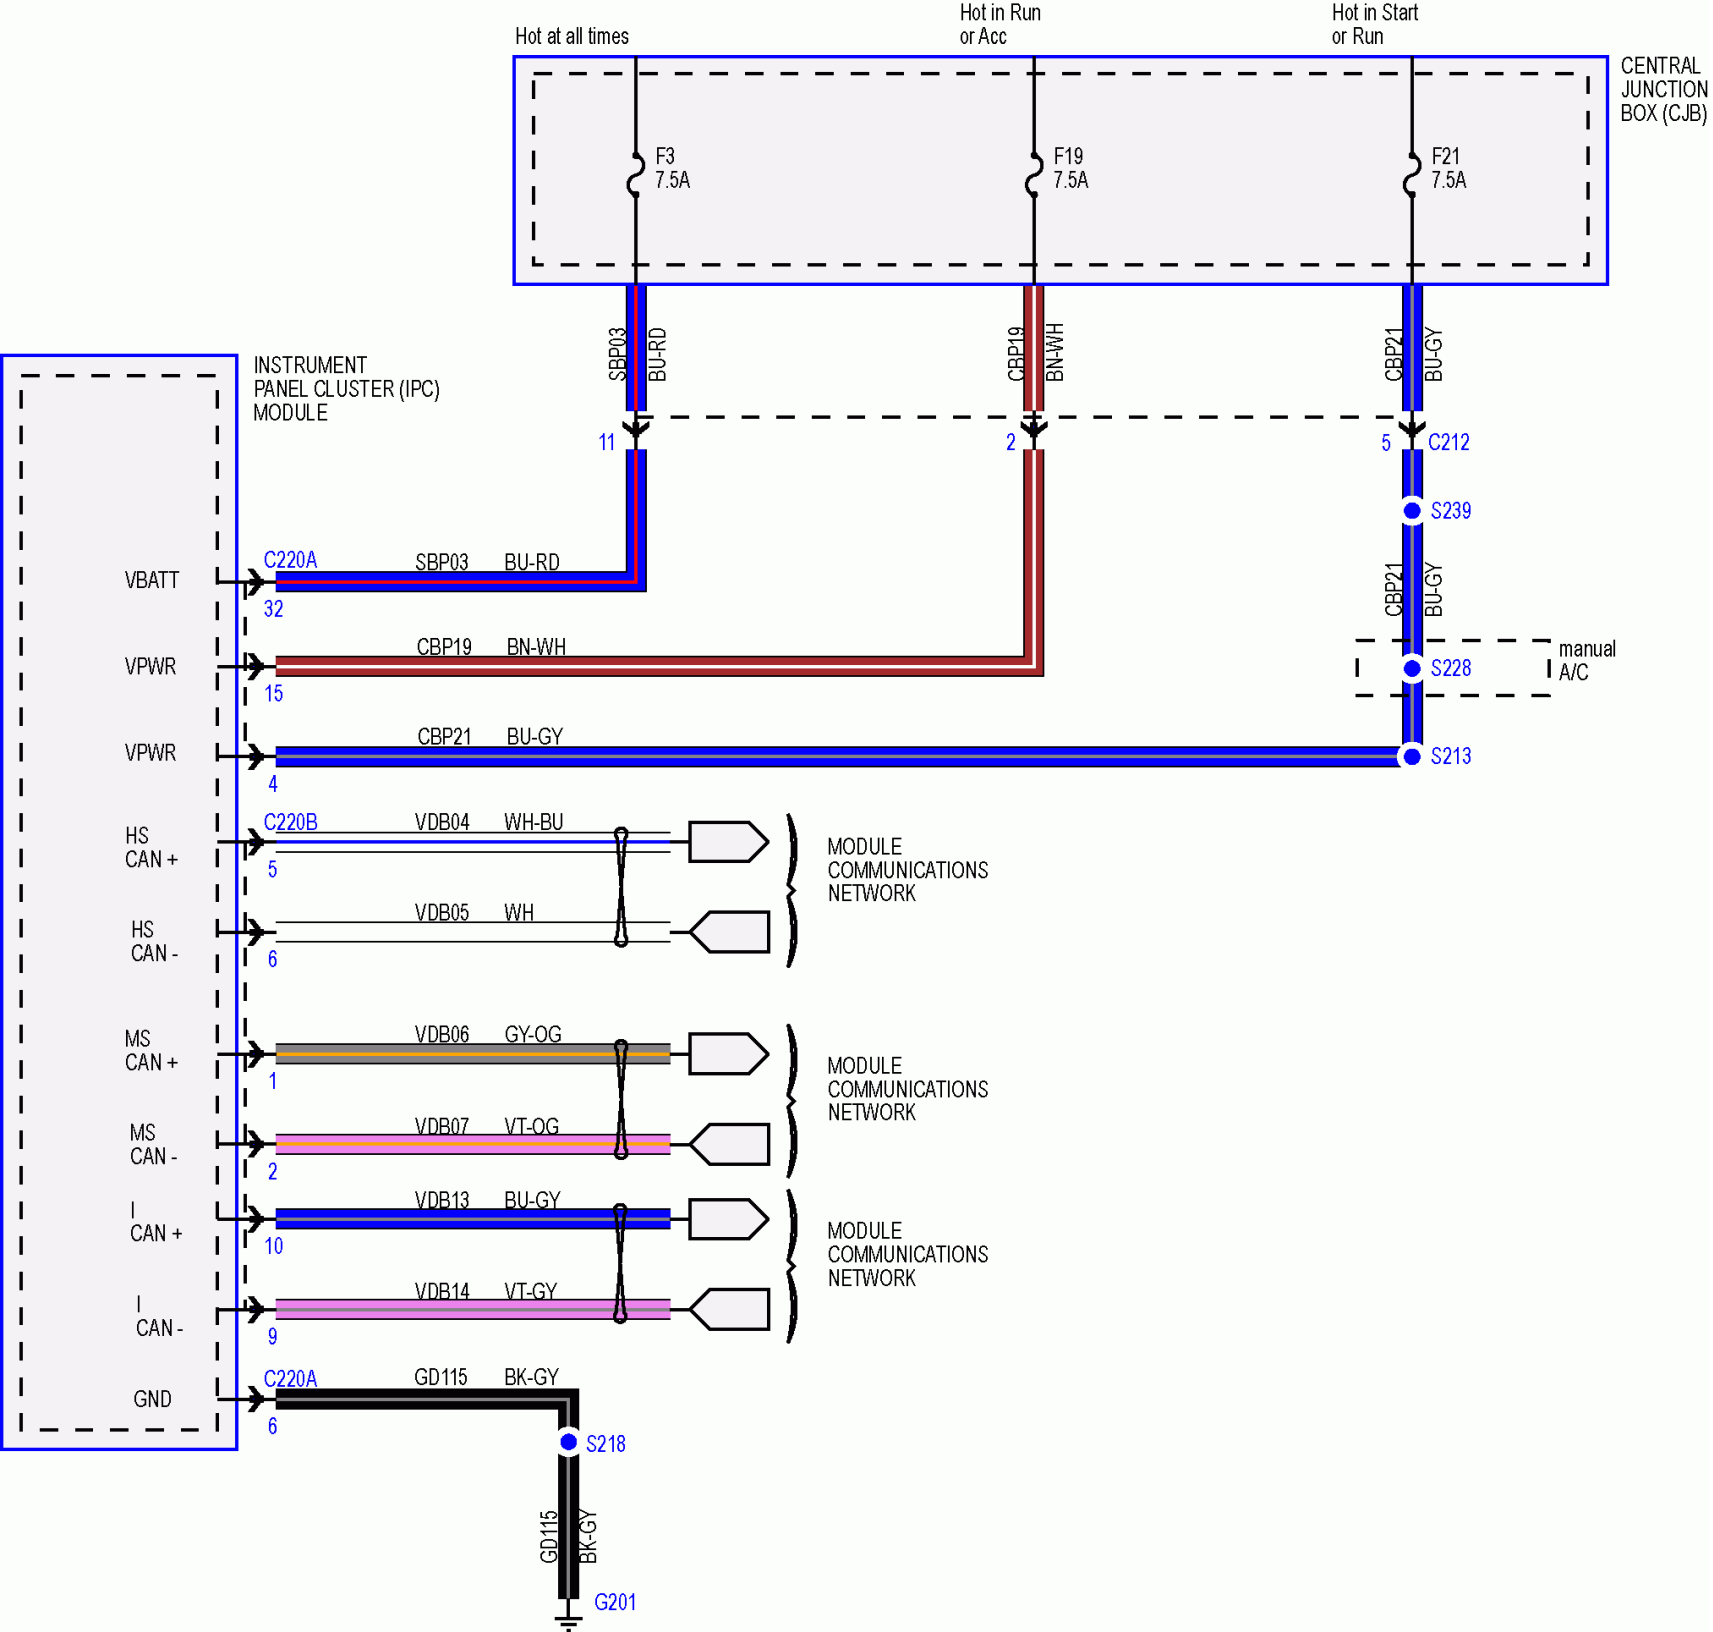 Hot at all times
Hot in Run
or Acc
Hot in Start
or Run
CENTRAL
JUNCTION
BOX (CJB)
F3
7.5A
F19
7.5A
F21
7.5A
SBP03
BU-RD
CBP19
BN-WH
CBP21
BU-GY
11
2
5
C212
S239
CBP21
BU-GY
manual
A/C
S228
S213
INSTRUMENT
PANEL CLUSTER (IPC)
MODULE
VBATT
C220A
32
SBP03
BU-RD
VPWR
15
CBP19
BN-WH
VPWR
4
CBP21
BU-GY
HS
CAN +
C220B
5
VDB04
WH-BU
HS
CAN -
6
VDB05
WH
MODULE
COMMUNICATIONS
NETWORK
MS
CAN +
1
VDB06
GY-OG
MS
CAN -
2
VDB07
VT-OG
MODULE
COMMUNICATIONS
NETWORK
I
CAN +
10
VDB13
BU-GY
I
CAN -
9
VDB14
VT-GY
MODULE
COMMUNICATIONS
NETWORK
GND
C220A
6
GD115
BK-GY
S218
GD115
BK-GY
G201